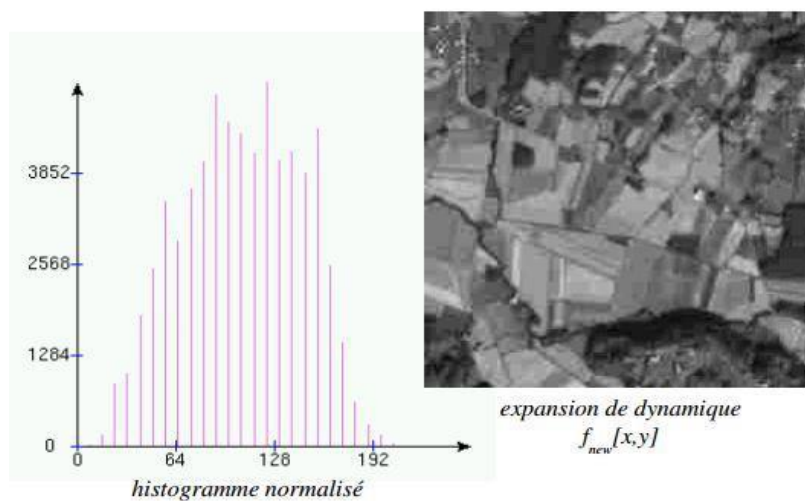 3852
2568
1284
0
0 64 128 192
histogramme normalisé
expansion de dynamique
f_new[x,y]